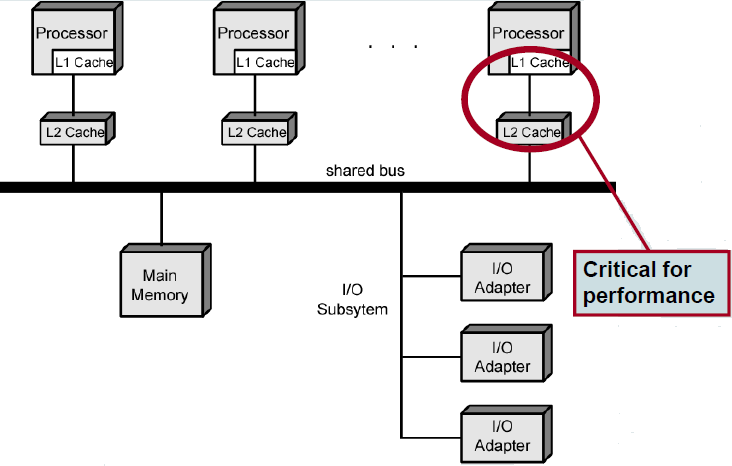 Processor
L1 Cache
Processor
L1 Cache
. . .
Processor
L1 Cache
L2 Cache
L2 Cache
L2 Cache
shared bus
Main
Memory
I/O
Subsytem
I/O
Adapter
I/O
Adapter
I/O
Adapter
Critical for
performance